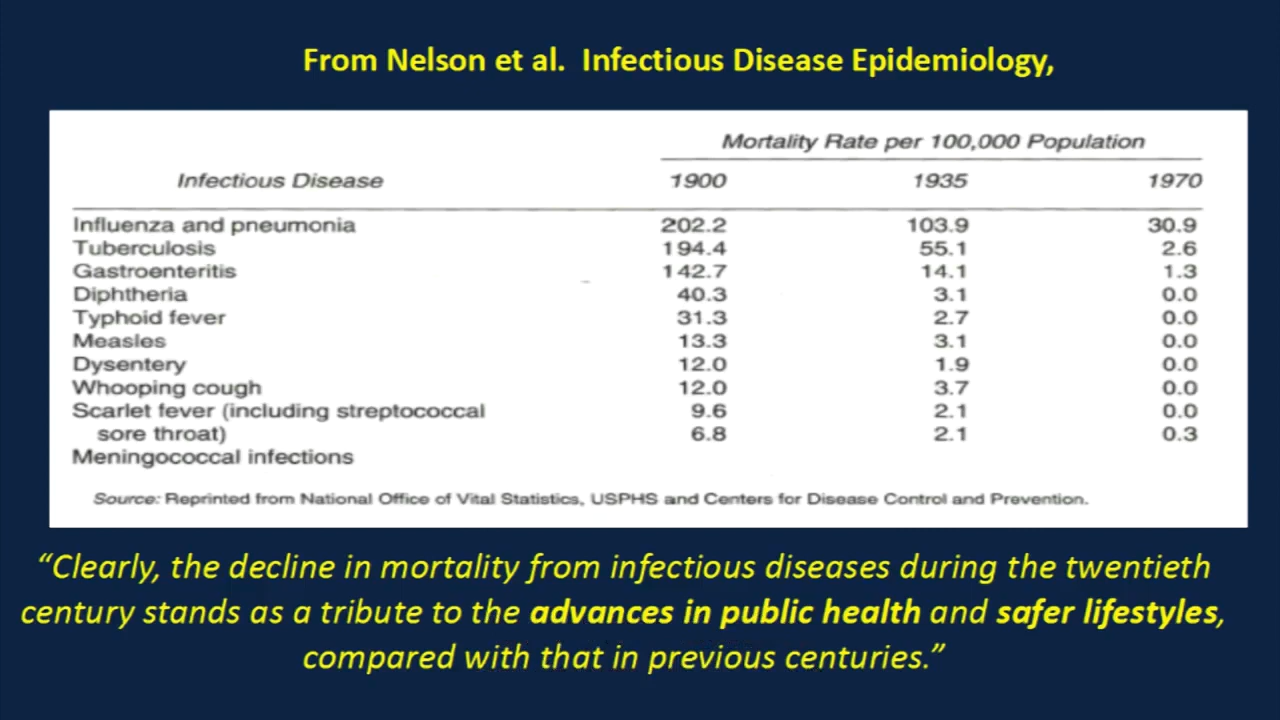 From Nelson et al. Infectious Disease Epidemiology,
Mortality Rate per 100,000 Population
Infectious Disease 1900 1935 1970
Influenza and pneumonia 202.2 103.9 30.9
Tuberculosis 194.4 55.1 2.6
Gastroenteritis 142.7 14.1 1.3
Diphtheria 40.3 3.1 0.0
Typhoid fever 31.3 2.7 0.0
Measles 13.3 3.1 0.0
Dysentery 12.0 1.9 0.0
Whooping cough 12.0 3.7 0.0
Scarlet fever (including streptococcal 9.6 2.1 0.0
sore throat) 6.8 2.1 0.3
Meningococcal infections
Source: Reprinted from National Office of Vital Statistics, USPHS and Centers for Disease Control and Prevention.
“Clearly, the decline in mortality from infectious diseases during the twentieth
century stands as a tribute to the advances in public health and safer lifestyles,
compared with that in previous centuries.”